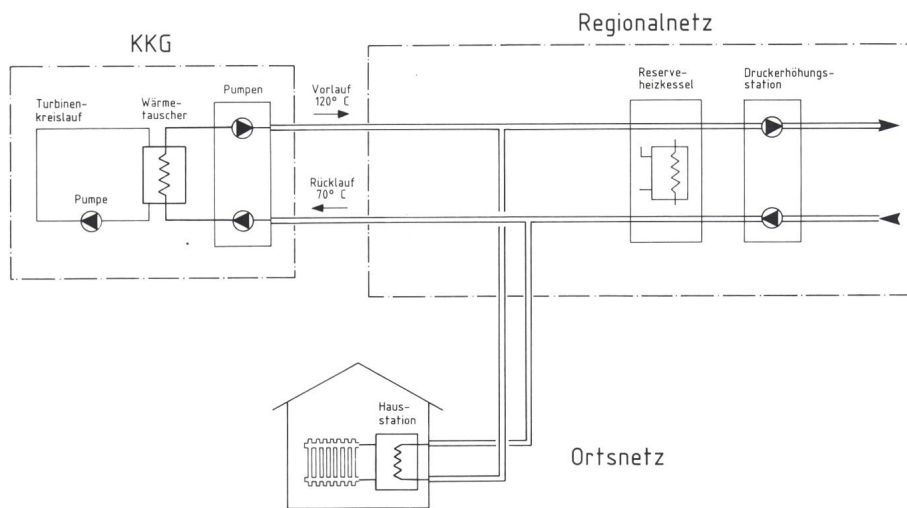 KKG
Regionalnetz
Turbinen-
kreislauf
Wärme-
tauscher
Pumpen
Vorlauf
120° C
Reserve-
heizkessel
Druckerhöhungs-
station
Pumpe
Rücklauf
70° C
Haus-
station
Ortsnetz